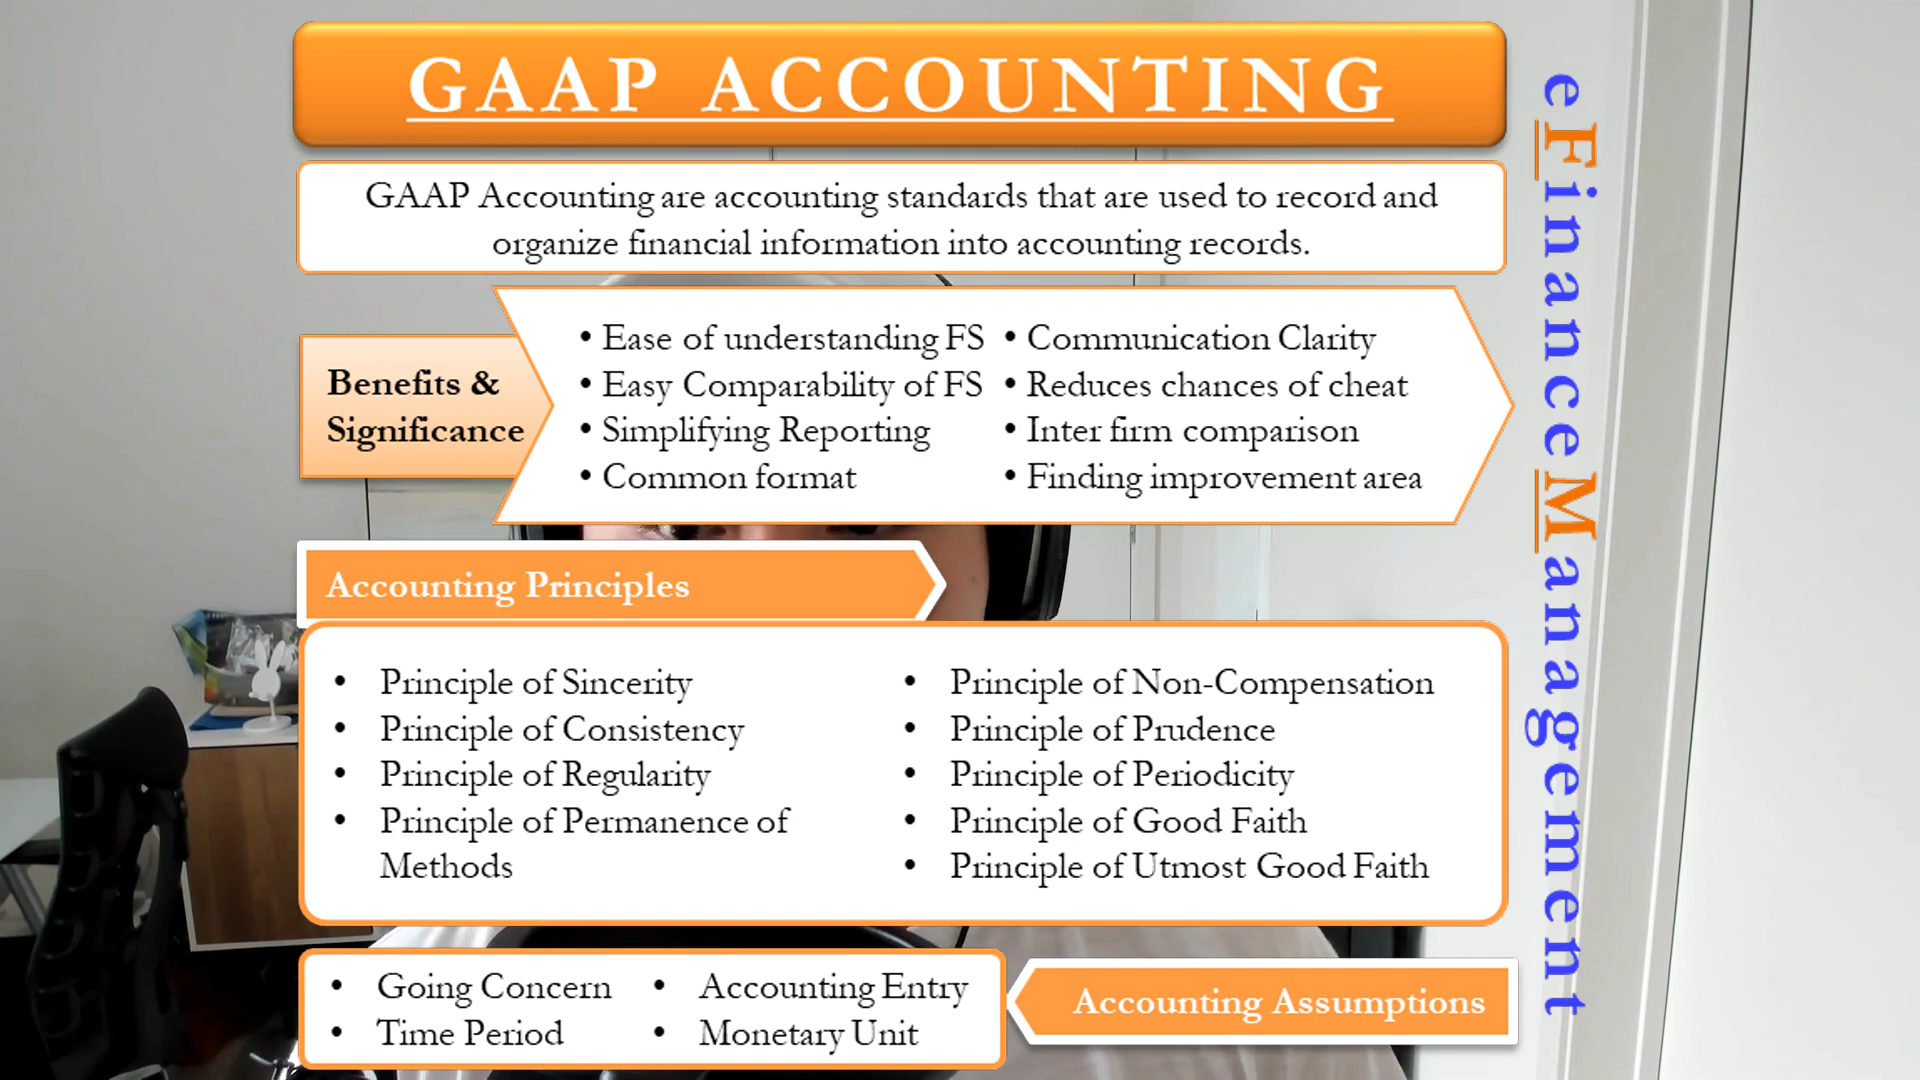 GAAP ACCOUNTING
GAAP Accounting are accounting standards that are used to record and
organize financial information into accounting records.
Benefits &
Significance
• Ease of understanding FS
• Easy Comparability of FS
• Simplifying Reporting
• Common format
• Communication Clarity
• Reduces chances of cheat
• Inter firm comparison
• Finding improvement area
Accounting Principles
• Principle of Sincerity
• Principle of Consistency
• Principle of Regularity
• Principle of Permanence of
Methods
• Principle of Non-Compensation
• Principle of Prudence
• Principle of Periodicity
• Principle of Good Faith
• Principle of Utmost Good Faith
• Going Concern
• Time Period
• Accounting Entry
• Monetary Unit
Accounting Assumptions
eFinanceManagement